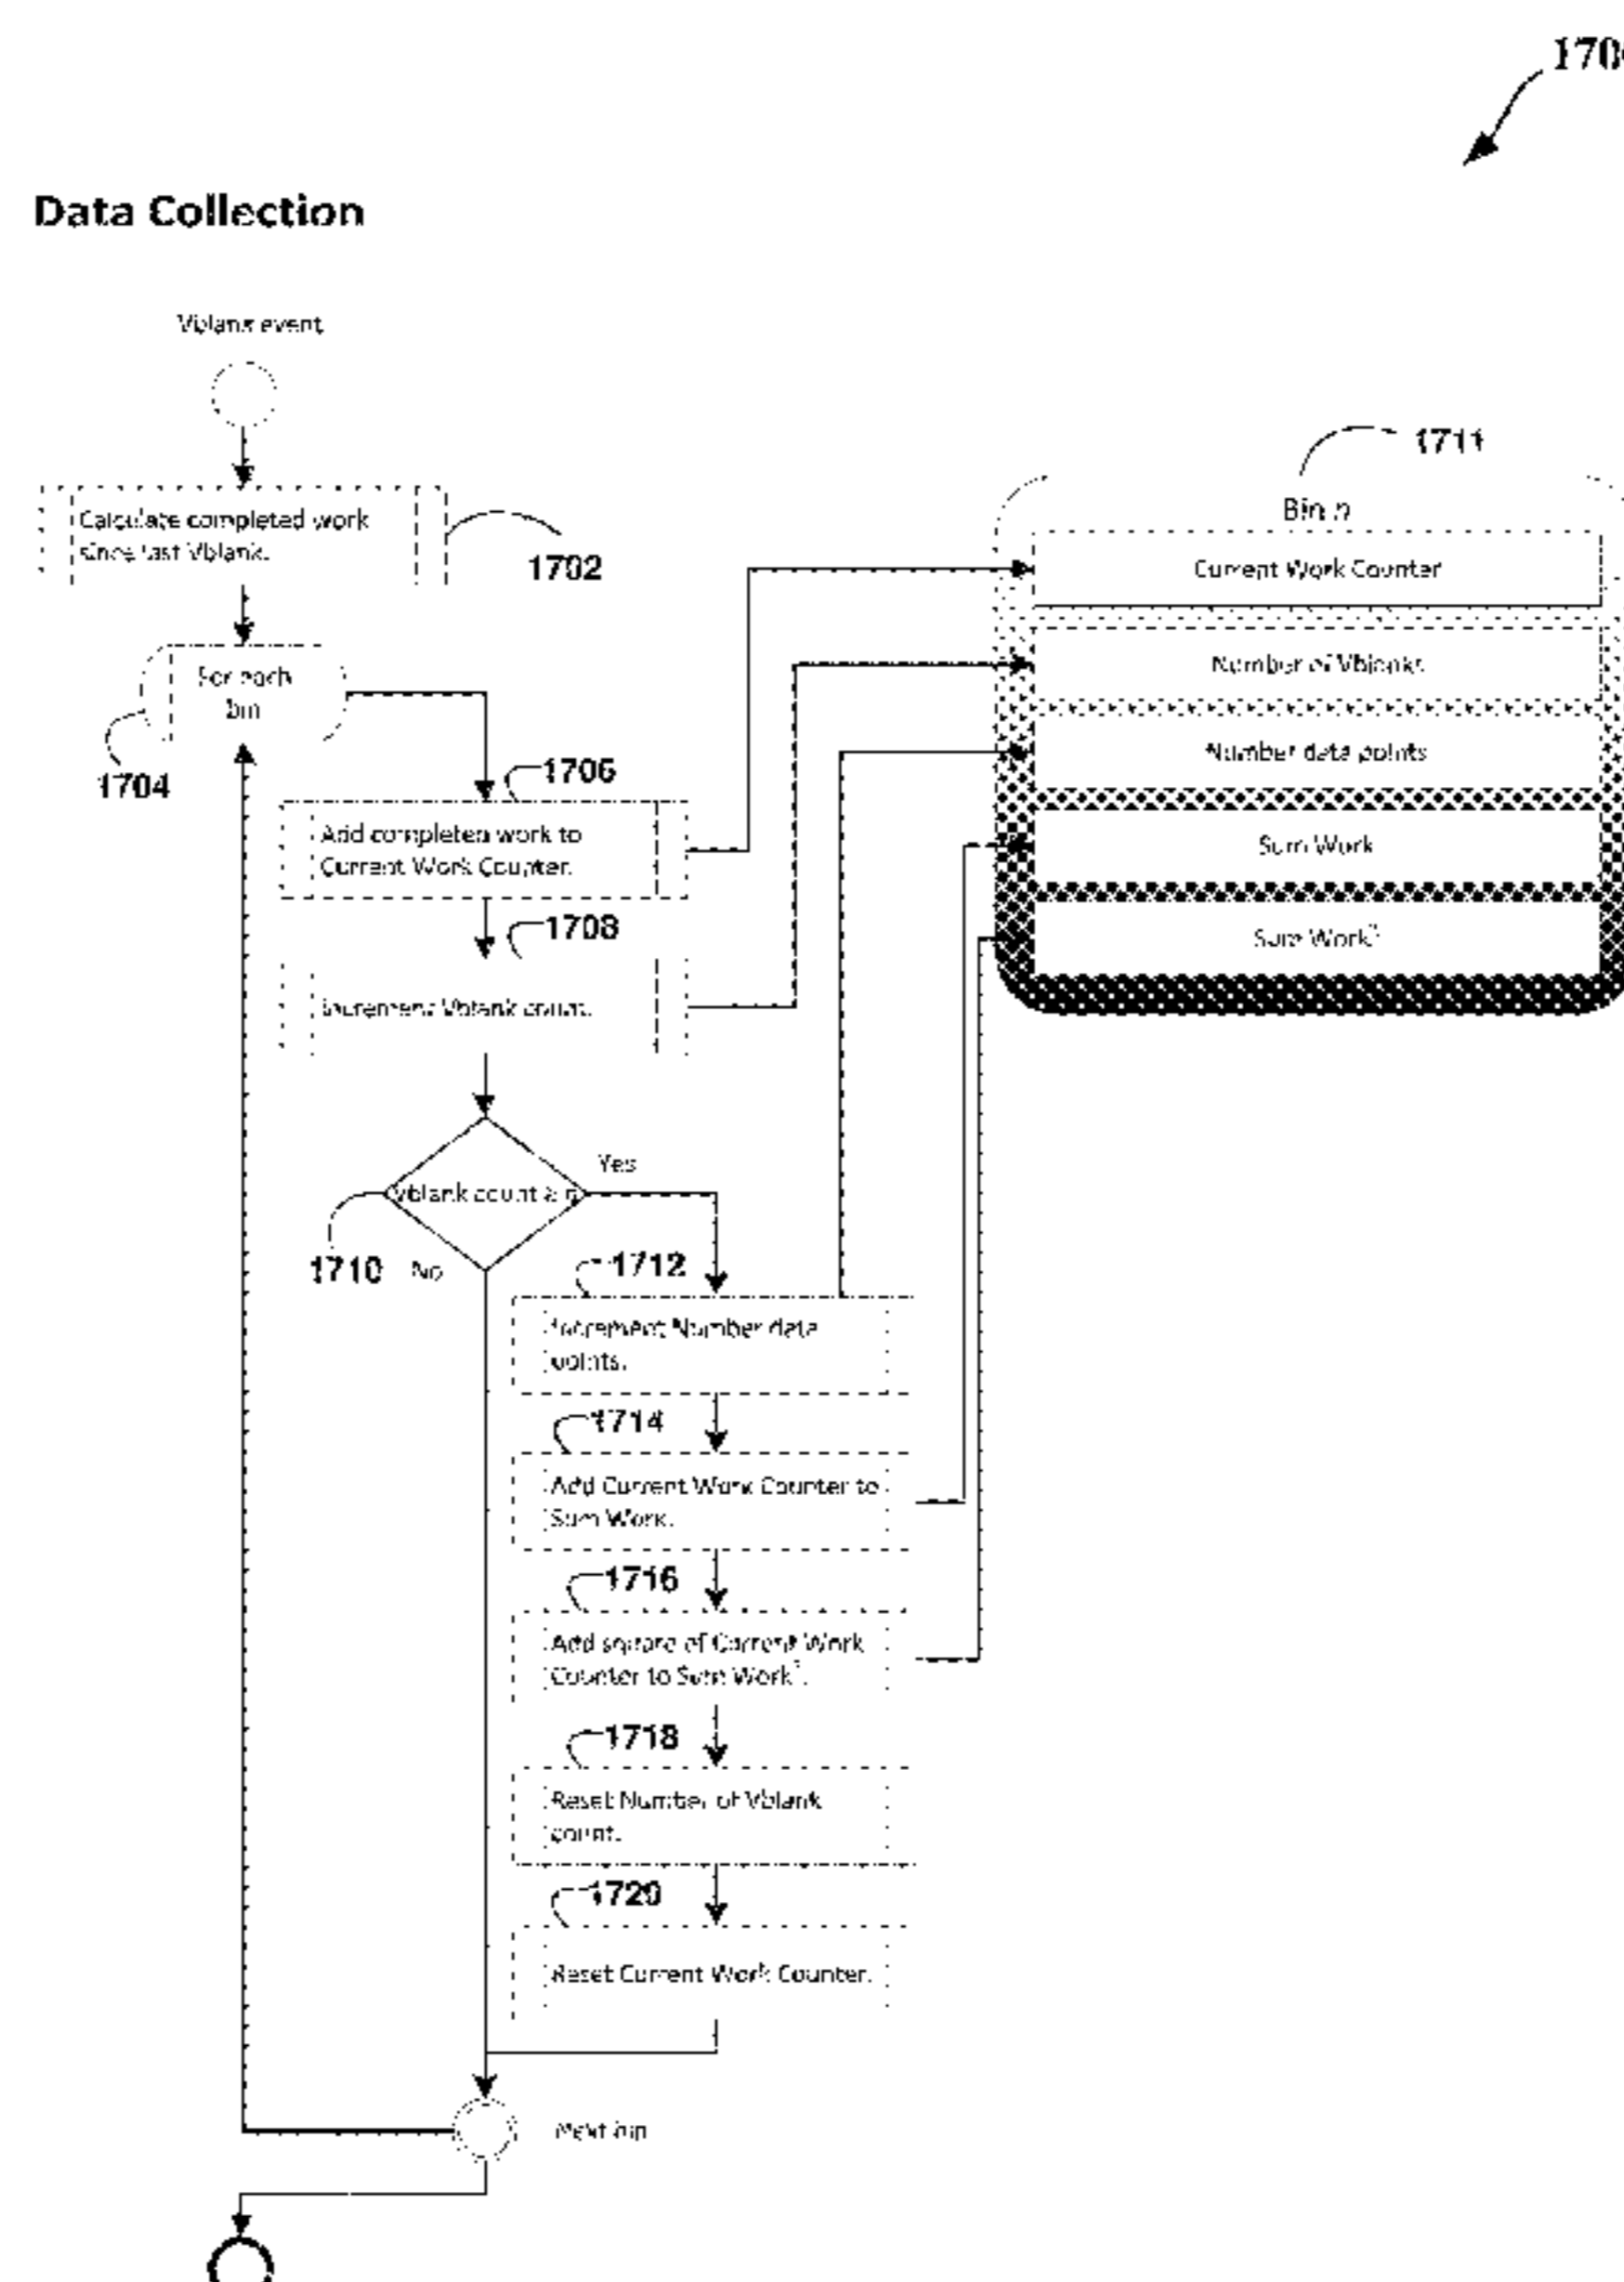 170
Data Collection
Vblank event
1711
Bin n
Calculate completed work
since last Vblank.
1702
Current Work Counter
Number of Vblanks
For each
bin
1704
Number data points
1706
Add completed work to
Current Work Counter.
Sum Work
1708
Sum Work²
Increment Vblank count.
Yes
Vblank count ≥ n
1710
No
1712
Increment Number data
points.
1714
Add Current Work Counter to
Sum Work.
1716
Add square of Current Work
Counter to Sum Work².
1718
Reset Number of Vblank
count.
1720
Reset Current Work Counter.
Next bin